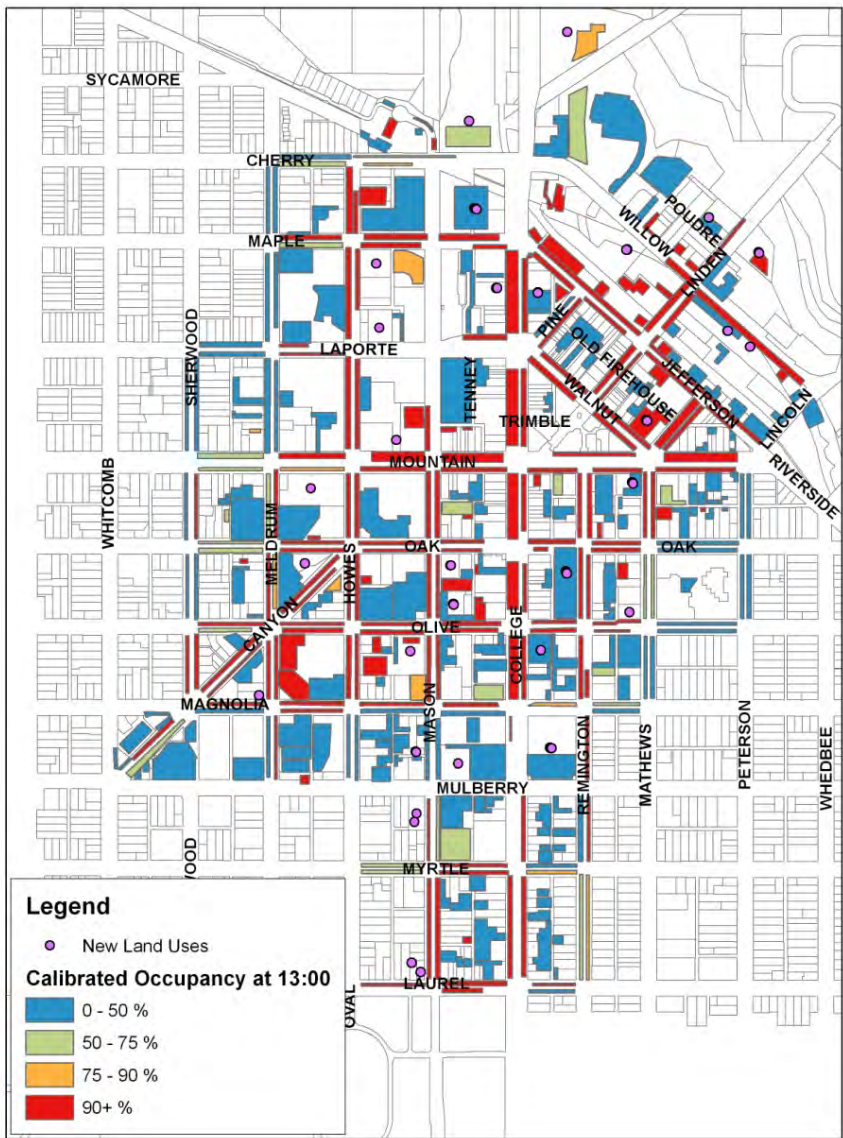 SYCAMORE
CHERRY
MAPLE
WILLOW
POUDRE
LINDEN
PINE
OLD FIREHOUSE
JEFFERSON
LAPORTE
SHERWOOD
TENNEY
TRIMBLE
WALNUT
LINCOLN
RIVERSIDE
MOUNTAIN
WHITCOMB
MELDRUM
HOWES
OAK
OAK
CANYON
OLIVE
COLLEGE
MAGNOLIA
MASON
REMINGTON
MATHEWS
PETERSON
WHEDBEE
MULBERRY
MYRTLE
WOOD
LAUREL
OVAL
Legend
New Land Uses
Calibrated Occupancy at 13:00
0 - 50 %
50 - 75 %
75 - 90 %
90+ %